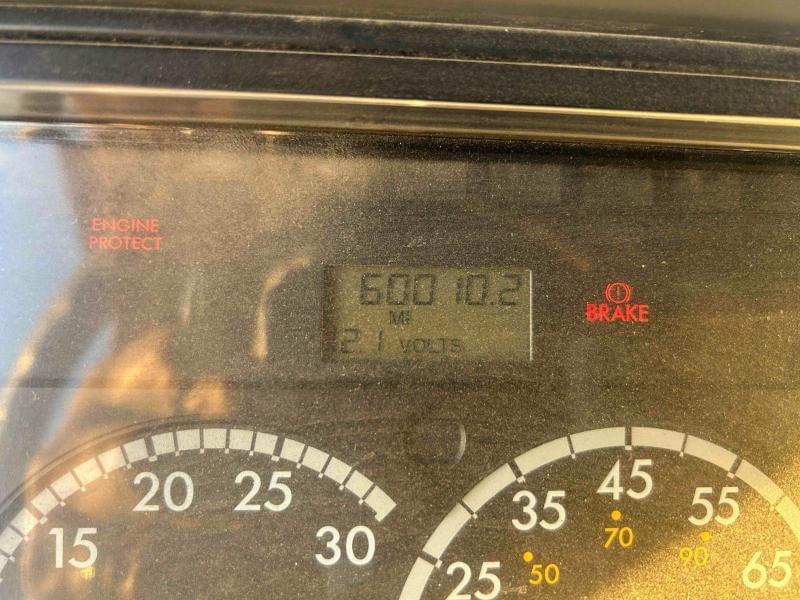 ENGINE
PROTECT
600010.2
MI
2.1 VOLTS
BRAKE
15 20 25 30
25 35 45 55 65
50 70 90